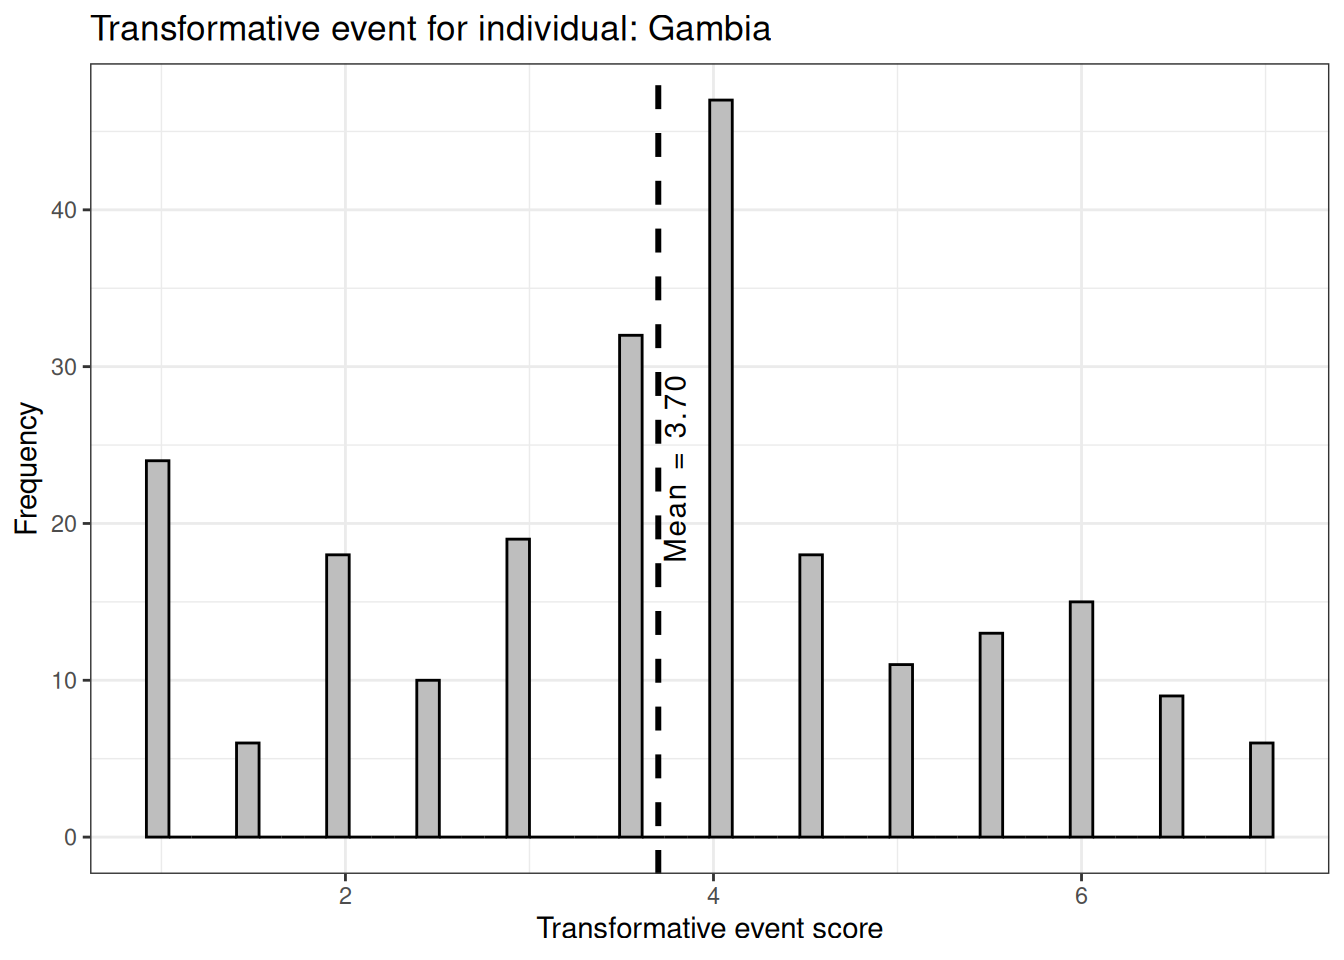 Transformative event for individual: Gambia
Frequency
40
30
20
10
0
Mean = 3.70
2 4 6
Transformative event score